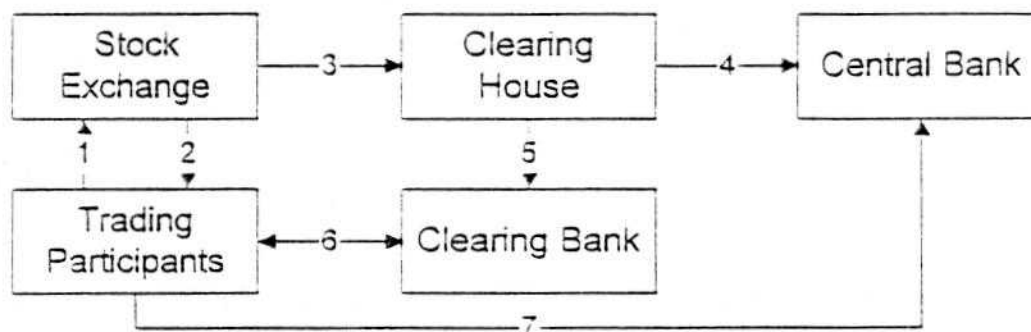 Stock
Exchange
3
Clearing
House
4
Central Bank
1
2
5
Trading
Participants
6
Clearing Bank
7